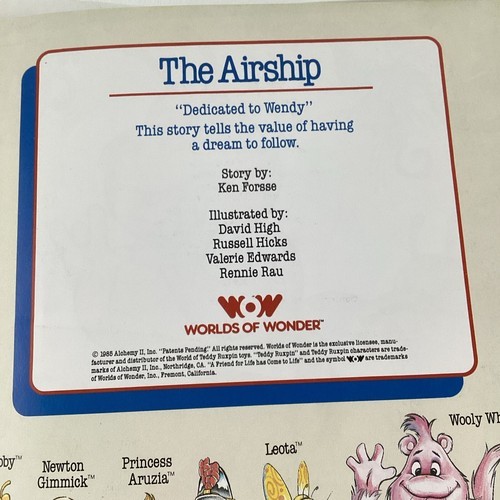 The Airship
"Dedicated to Wendy"
This story tells the value of having
a dream to follow.
Story by:
Ken Forsse
Illustrated by:
David High
Russell Hicks
Valerie Edwards
Rennie Rau
WOW
WORLDS OF WONDER™
© 1985 Alchemy II, Inc. "Patents Pending." All rights reserved. Worlds of Wonder is the exclusive licensee, manu-
facturer and distributor of the World of Teddy Ruxpin toys. "Teddy Ruxpin" and Teddy Ruxpin characters are trade-
marks of Alchemy II, Inc., Northridge, CA. "A Friend for Life has Come to Life" and the symbol WOW are trademarks
of Worlds of Wonder, Inc., Fremont, California.
Wooly Wh
Leota™
oby™
Newton
Gimmick™
Princess
Aruzia™